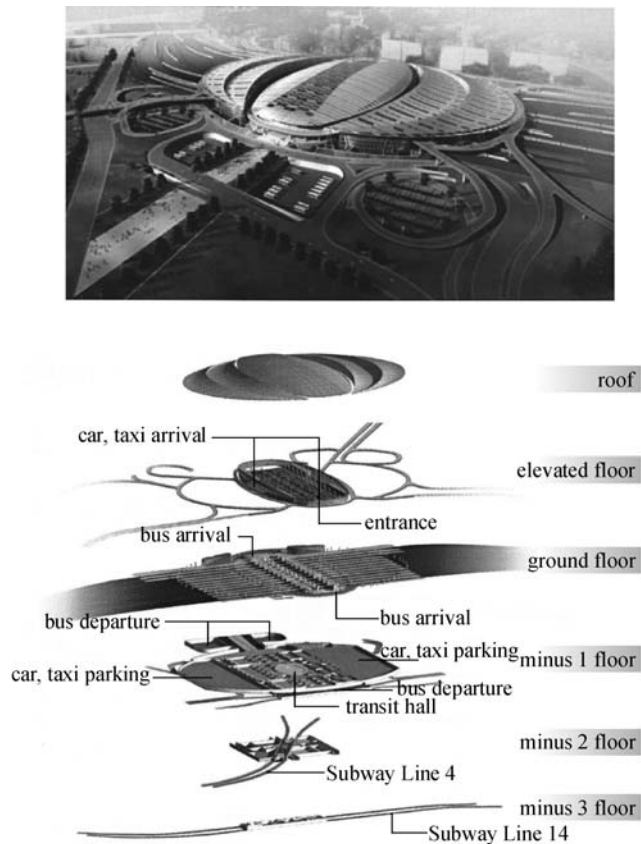 roof
car, taxi arrival
elevated floor
entrance
bus arrival
ground floor
bus arrival
bus departure
car, taxi parking
minus 1 floor
car, taxi parking
bus departure
transit hall
minus 2 floor
Subway Line 4
minus 3 floor
Subway Line 14